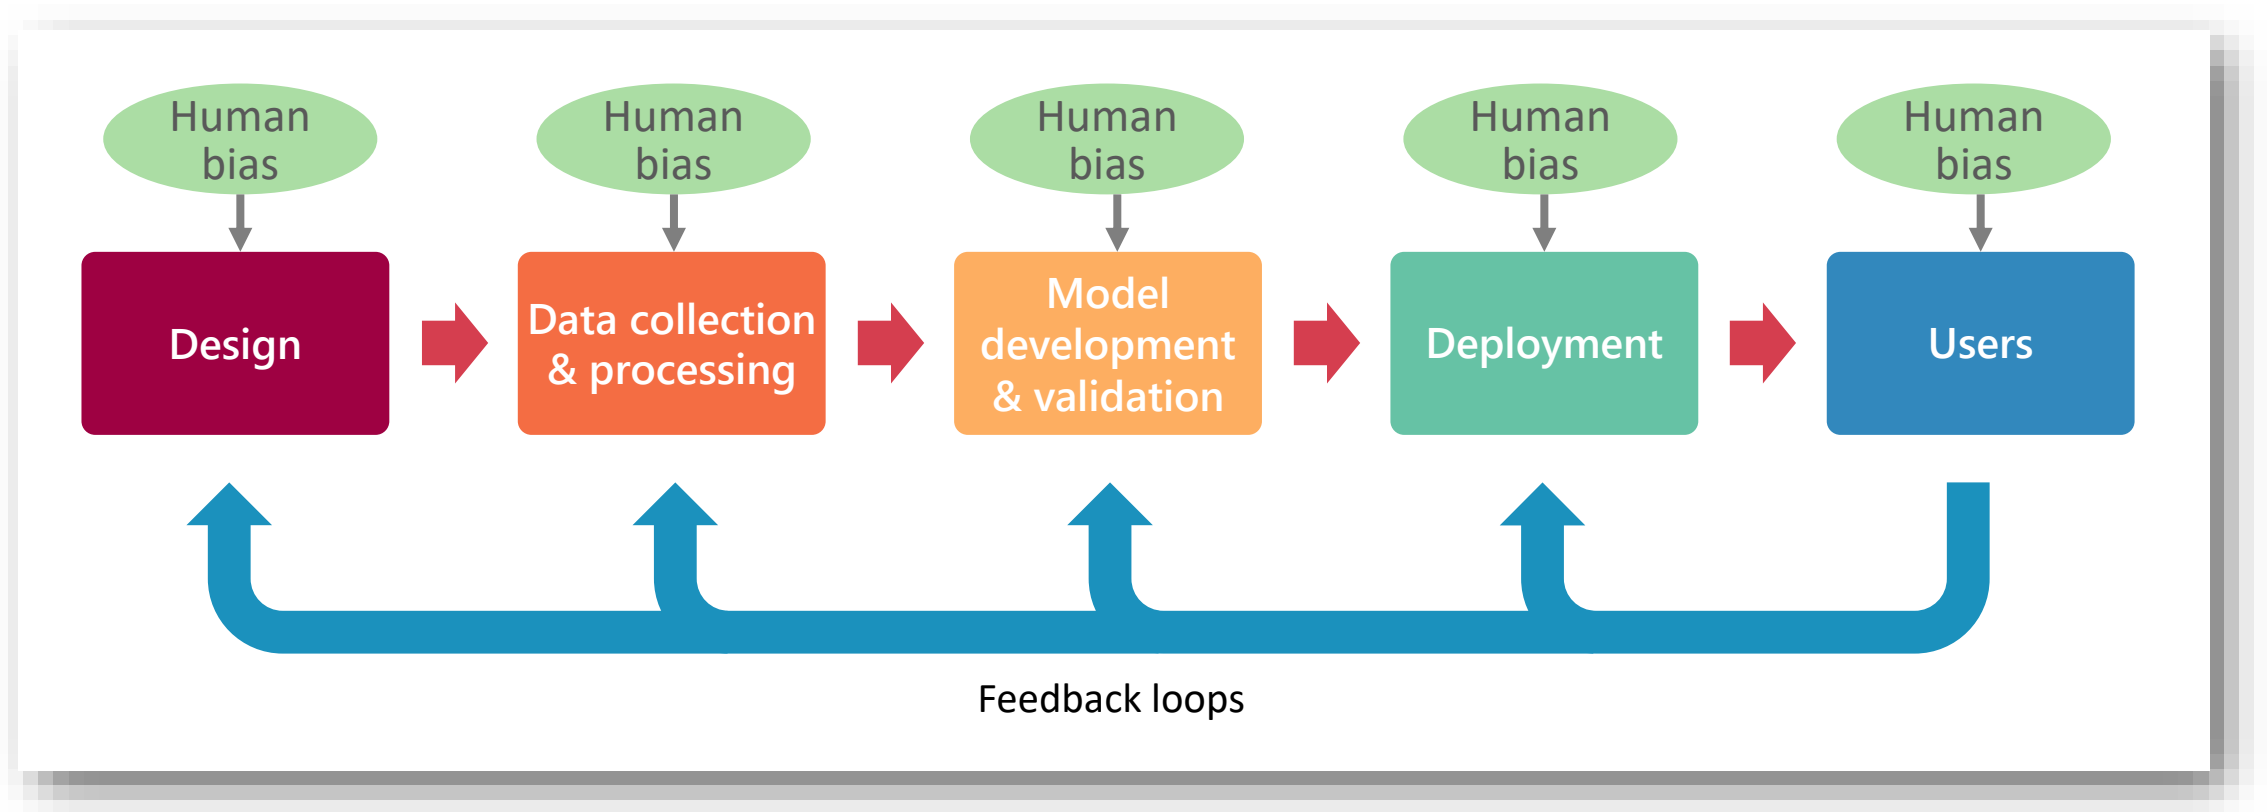 Human
bias
Human
bias
Human
bias
Human
bias
Human
bias
Design
Data collection
& processing
Model
development
& validation
Deployment
Users
Feedback loops